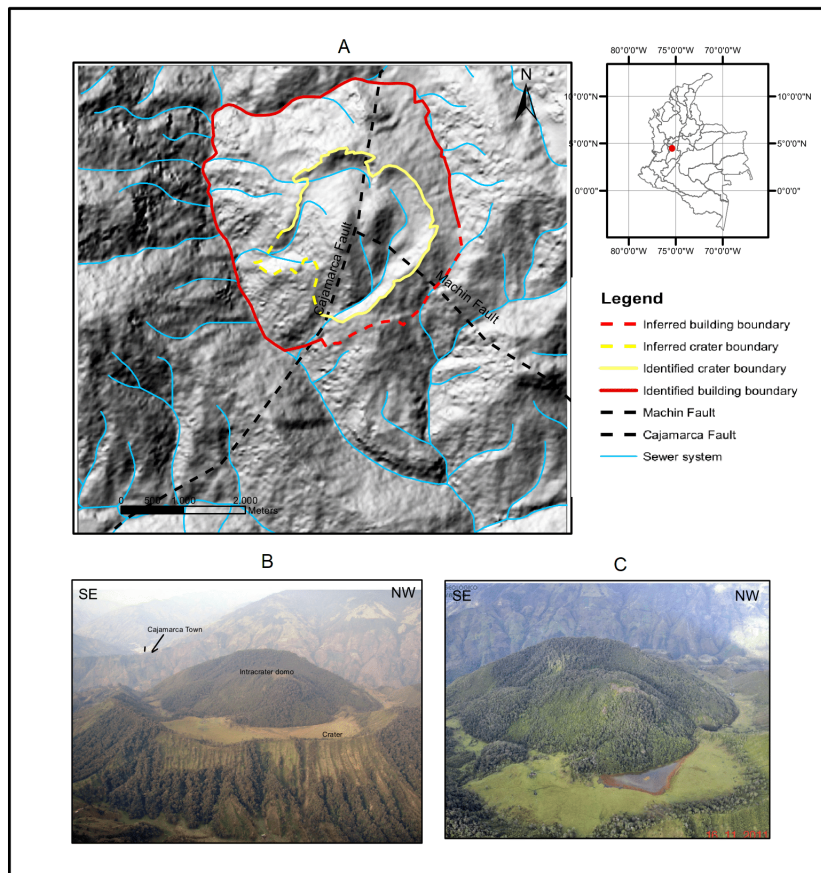 A
N
Cajamarca Fault
Machin Fault
0 500 1.000 2.000
Meters
80°0'0"W 75°0'0"W 70°0'0"W
10°0'0"N 10°0'0"N
5°0'0"N 5°0'0"N
0°0'0" 0°0'0"
80°0'0"W 75°0'0"W 70°0'0"W
Legend
Inferred building boundary
Inferred crater boundary
Identified crater boundary
Identified building boundary
Machin Fault
Cajamarca Fault
Sewer system
B
SE NW
Cajamarca Town
Intracrater domo
Crater
C
SE NW